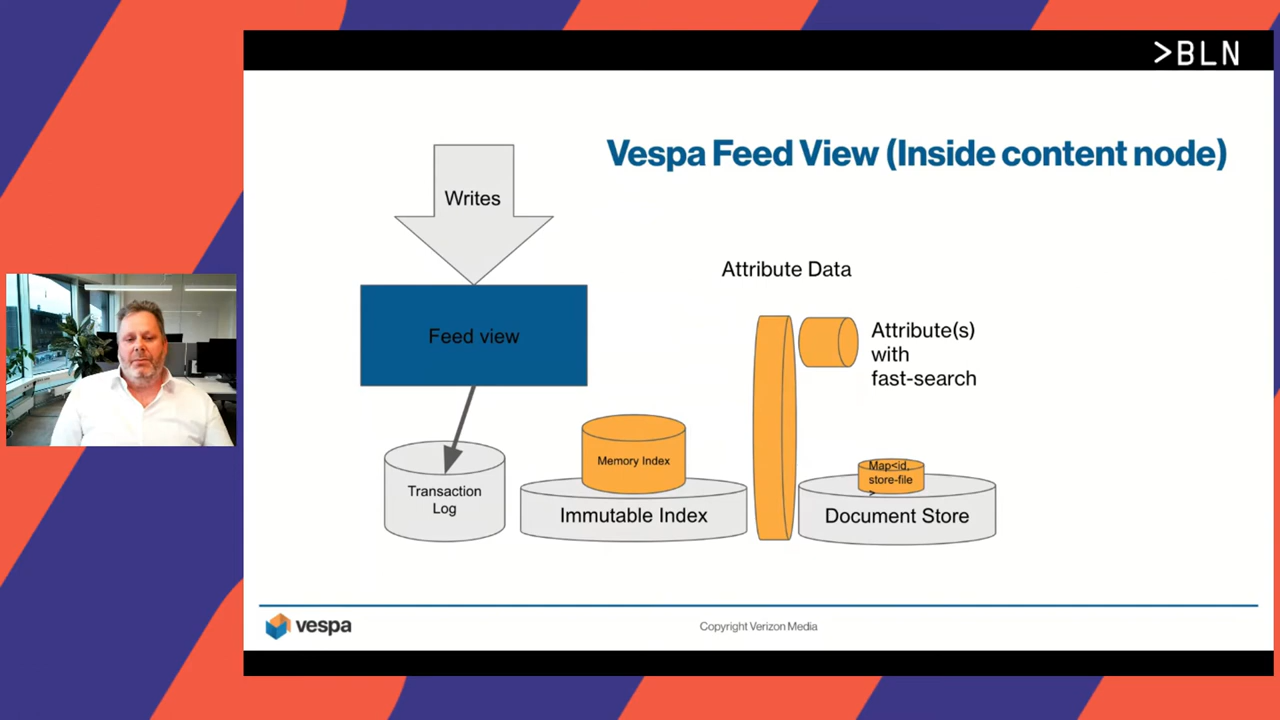 >BLN
Vespa Feed View (Inside content node)
Writes
Attribute Data
Feed view
Attribute(s)
with
fast-search
Memory Index
Map<id,
store-file
>
Transaction
Log
Immutable Index
Document Store
vespa
Copyright Verizon Media